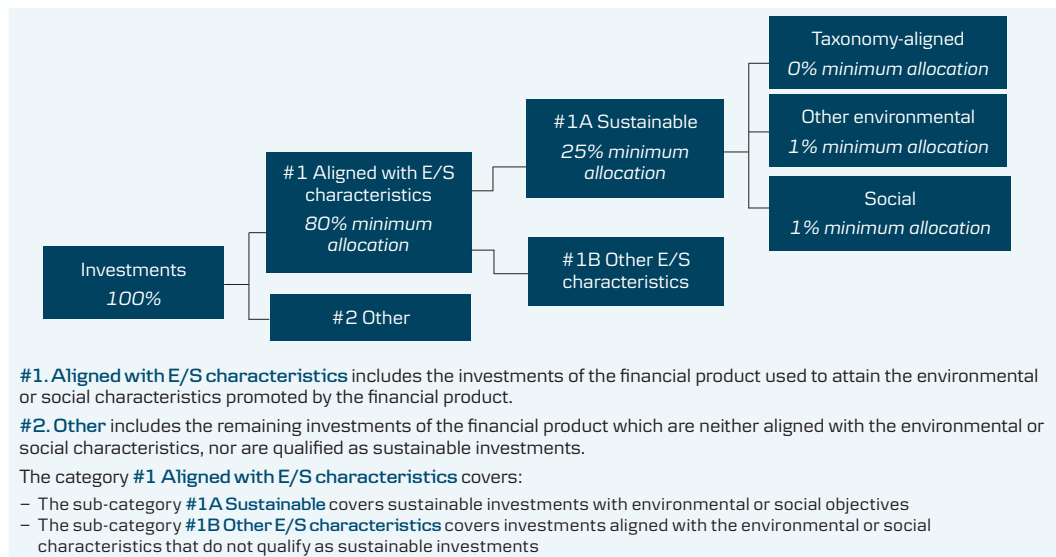 Taxonomy-aligned
0% minimum allocation
Other environmental
1% minimum allocation
Social
1% minimum allocation
#1A Sustainable
25% minimum
allocation
#1B Other E/S
characteristics
#1 Aligned with E/S
characteristics
80% minimum
allocation
#2 Other
Investments
100%
#1. Aligned with E/S characteristics includes the investments of the financial product used to attain the environmental
or social characteristics promoted by the financial product.
#2. Other includes the remaining investments of the financial product which are neither aligned with the environmental or
social characteristics, nor are qualified as sustainable investments.
The category #1 Aligned with E/S characteristics covers:
– The sub-category #1A Sustainable covers sustainable investments with environmental or social objectives
– The sub-category #1B Other E/S characteristics covers investments aligned with the environmental or social
characteristics that do not qualify as sustainable investments